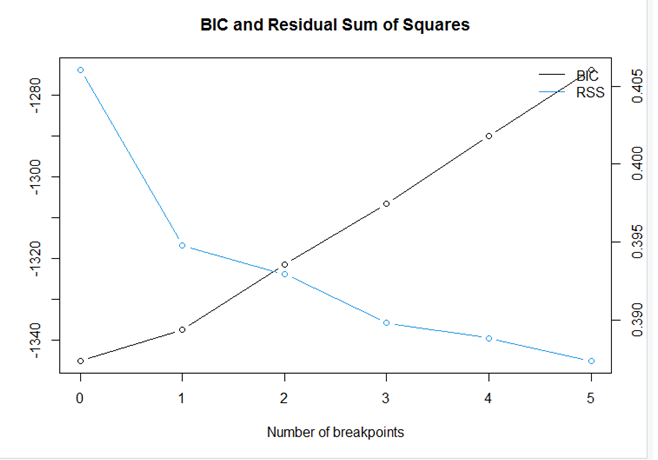 BIC and Residual Sum of Squares
BIC
RSS
-1280
-1300
-1320
-1340
0.405
0.400
0.395
0.390
0 1 2 3 4 5
Number of breakpoints